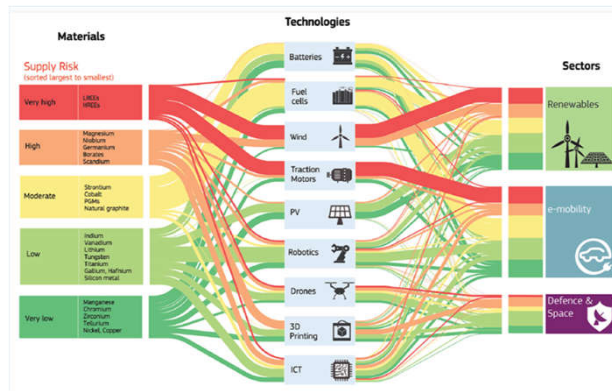 Technologies
Materials
Sectors
Supply Risk
(sorted largest to smallest)
Very high
LREEs
HREEs
High
Magnesium
Niobium
Germanium
Borates
Scandium
Moderate
Strontium
Cobalt
PGMs
Natural graphite
Low
Indium
Vanadium
Lithium
Tungsten
Titanium
Gallium, Hafnium
Silicon metal
Very low
Manganese
Chromium
Zirconium
Tellurium
Nickel, Copper
Batteries
Fuel
cells
Wind
Traction
Motors
PV
Robotics
Drones
3D
Printing
ICT
Renewables
e-mobility
Defence &
Space